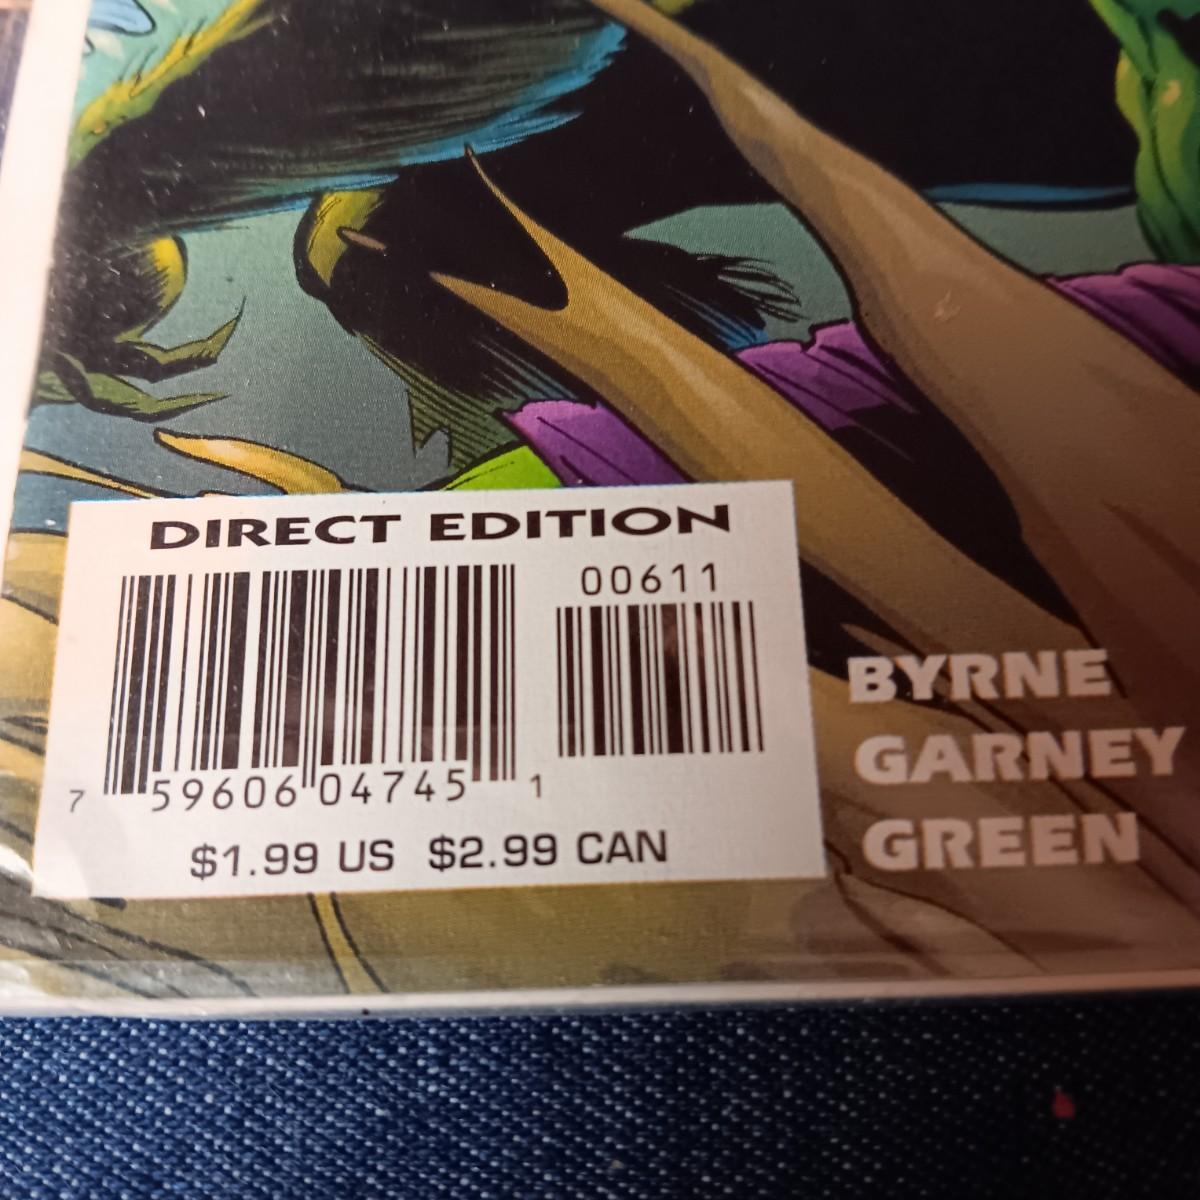 DIRECT EDITION
00611
7 59606 04745 1
$1.99 US $2.99 CAN
BYRNE
GARNEY
GREEN